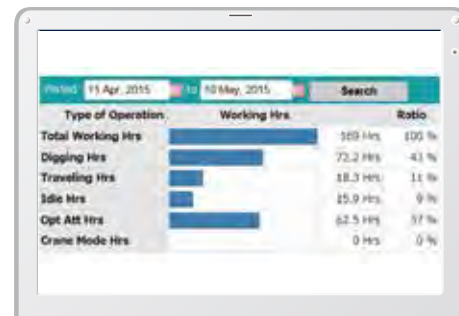 Period 15 Apr, 2015 to 10 May, 2015 Search
Type of Operation Working Hrs Ratio
Total Working Hrs 169 Hrs 100 %
Digging Hrs 72.2 Hrs 43 %
Traveling Hrs 18.3 Hrs 11 %
Idle Hrs 15.9 Hrs 9 %
Opt Att Hrs 62.5 Hrs 37 %
Crane Mode Hrs 0 Hrs 0 %